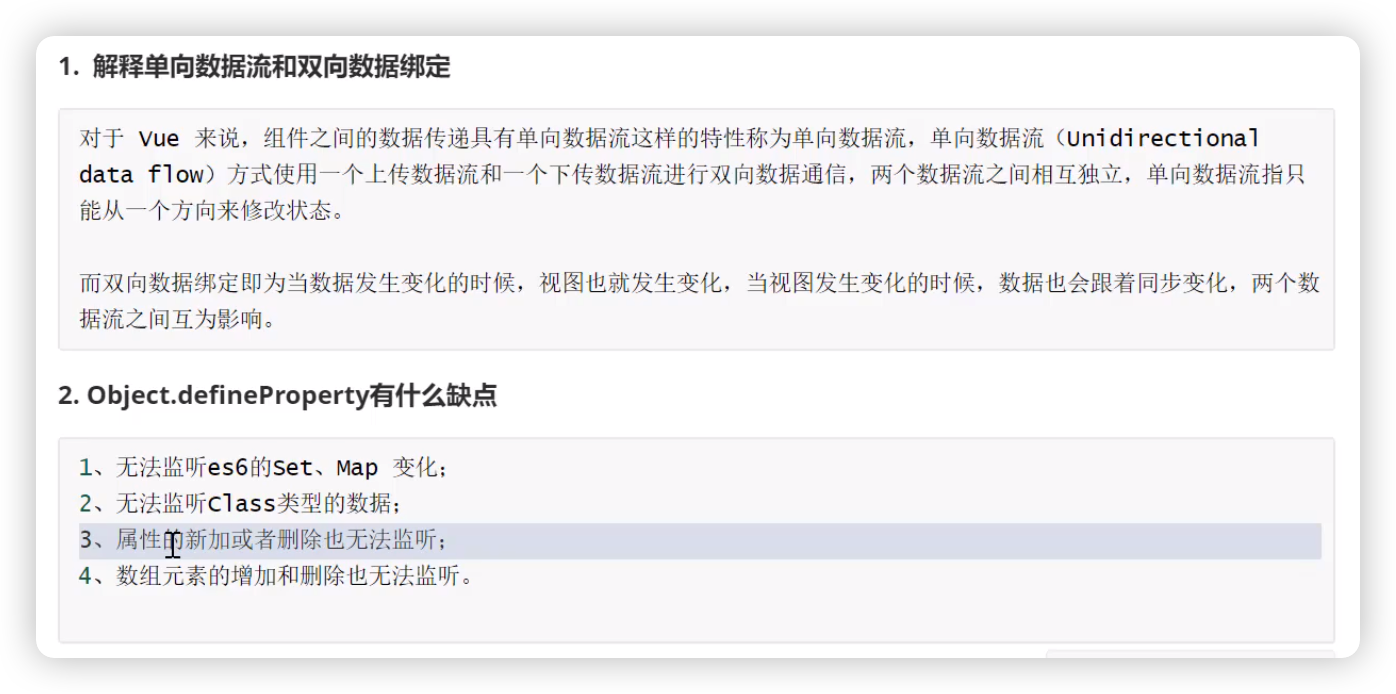 1. 解释单向数据流和双向数据绑定
对于 Vue 来说，组件之间的数据传递具有单向数据流这样的特性称为单向数据流，单向数据流（Unidirectional
data flow）方式使用一个上传数据流和一个下传数据流进行双向数据通信，两个数据流之间相互独立，单向数据流指只
能从一个方向来修改状态。
而双向数据绑定即为当数据发生变化的时候，视图也就发生变化，当视图发生变化的时候，数据也会跟着同步变化，两个数
据流之间互为影响。
2. Object.defineProperty有什么缺点
1、无法监听es6的Set、Map 变化；
2、无法监听Class类型的数据；
3、属性的新加或者删除也无法监听；
4、数组元素的增加和删除也无法监听。